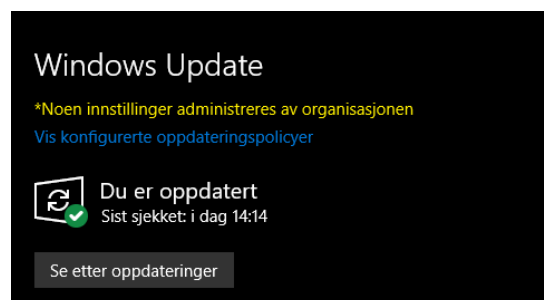 Windows Update
*Noen innstillinger administreres av organisasjonen
Vis konfigurerte oppdateringspolicyer
Du er oppdatert
Sist sjekket: i dag 14:14
Se etter oppdateringer